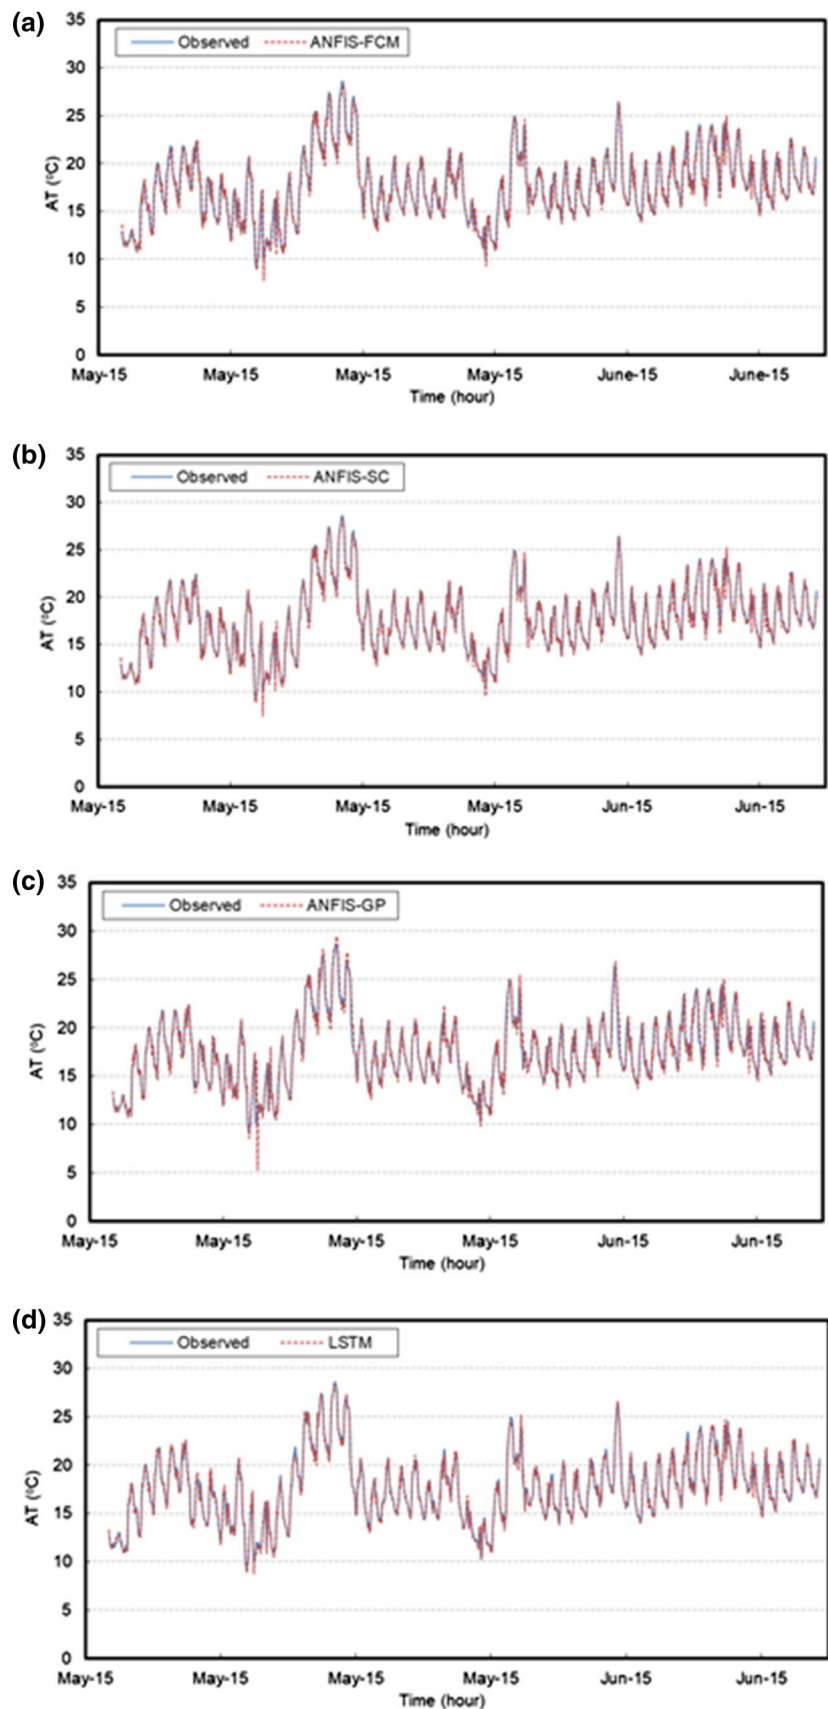 (a)
35
Observed ANFIS-FCM
30
25
20
15
10
5
0
AT (°C)
May-15 May-15 May-15 May-15 June-15 June-15
Time (hour)
(b)
35
Observed ANFIS-SC
30
25
20
15
10
5
0
AT (°C)
May-15 May-15 May-15 May-15 Jun-15 Jun-15
Time (hour)
(c)
35
Observed ANFIS-GP
30
25
20
15
10
5
0
AT (°C)
May-15 May-15 May-15 May-15 Jun-15 Jun-15
Time (hour)
(d)
35
Observed LSTM
30
25
20
15
10
5
0
AT (°C)
May-15 May-15 May-15 May-15 Jun-15 Jun-15
Time (hour)